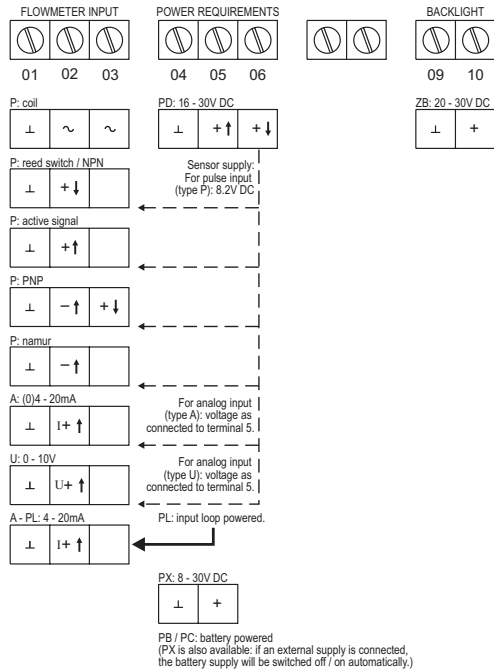 FLOWMETER INPUT
POWER REQUIREMENTS
BACKLIGHT
01 02 03
04 05 06
09 10
P: coil
⊥ ~ ~
PD: 16 - 30V DC
⊥ +↑ +↓
ZB: 20 - 30V DC
⊥ +
P: reed switch / NPN
⊥ +↓
Sensor supply:
For pulse input
(type P): 8.2V DC
P: active signal
⊥ +↑
P: PNP
⊥ −↑ +↓
P: namur
⊥ −↑
A: (0)4 - 20mA
⊥ I+ ↑
For analog input
(type A): voltage as
connected to terminal 5.
U: 0 - 10V
⊥ U+ ↑
For analog input
(type U): voltage as
connected to terminal 5.
A - PL: 4 - 20mA
⊥ I+ ↑
PL: input loop powered.
PX: 8 - 30V DC
⊥ +
PB / PC: battery powered
(PX is also available: if an external supply is connected,
the battery supply will be switched off / on automatically.)